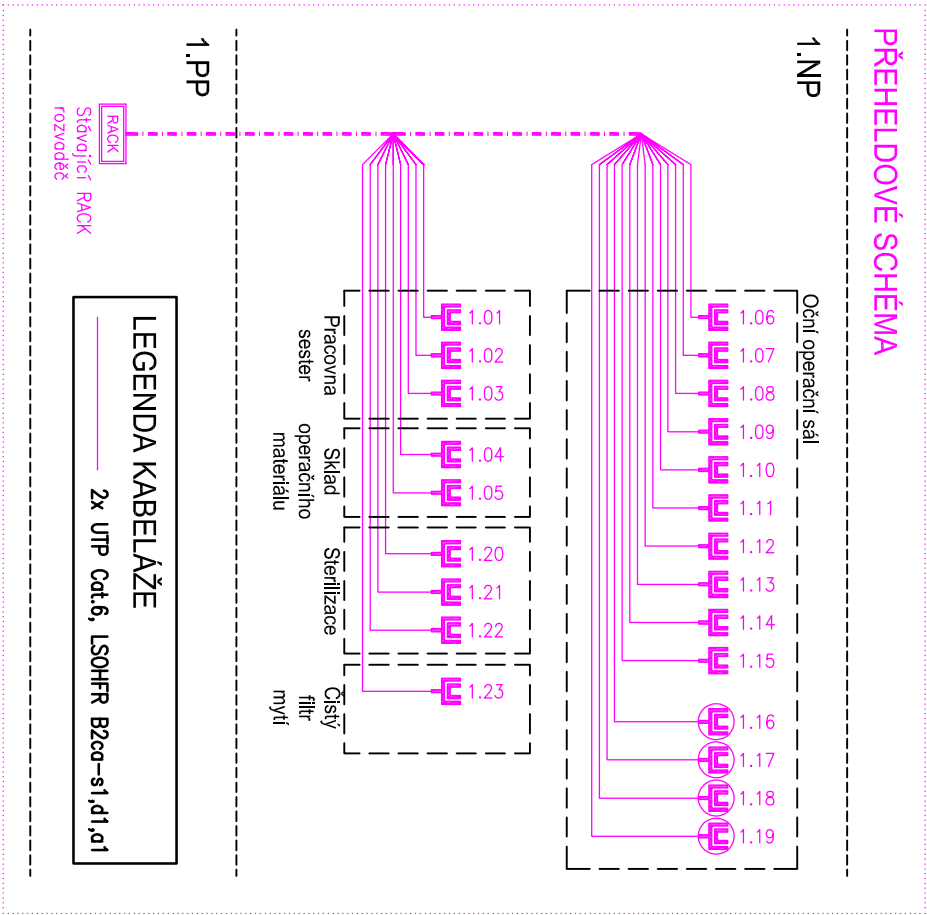 PŘEHELDOVÉ SCHÉMA
1.NP
Oční operační sál
1.06
1.07
1.08
1.09
1.10
1.11
1.12
1.13
1.14
1.15
1.16
1.17
1.18
1.19
1.01
1.02
1.03
Pracovna
sester
1.04
1.05
Sklad
operačního
materiálu
1.20
1.21
1.22
Sterilizace
1.23
Čistý
filtr
mytí
1.PP
RACK
Stávající RACK
rozvaděč
LEGENDA KABELÁŽE
2x UTP Cat.6, LSOHFR B2ca-s1,d1,a1